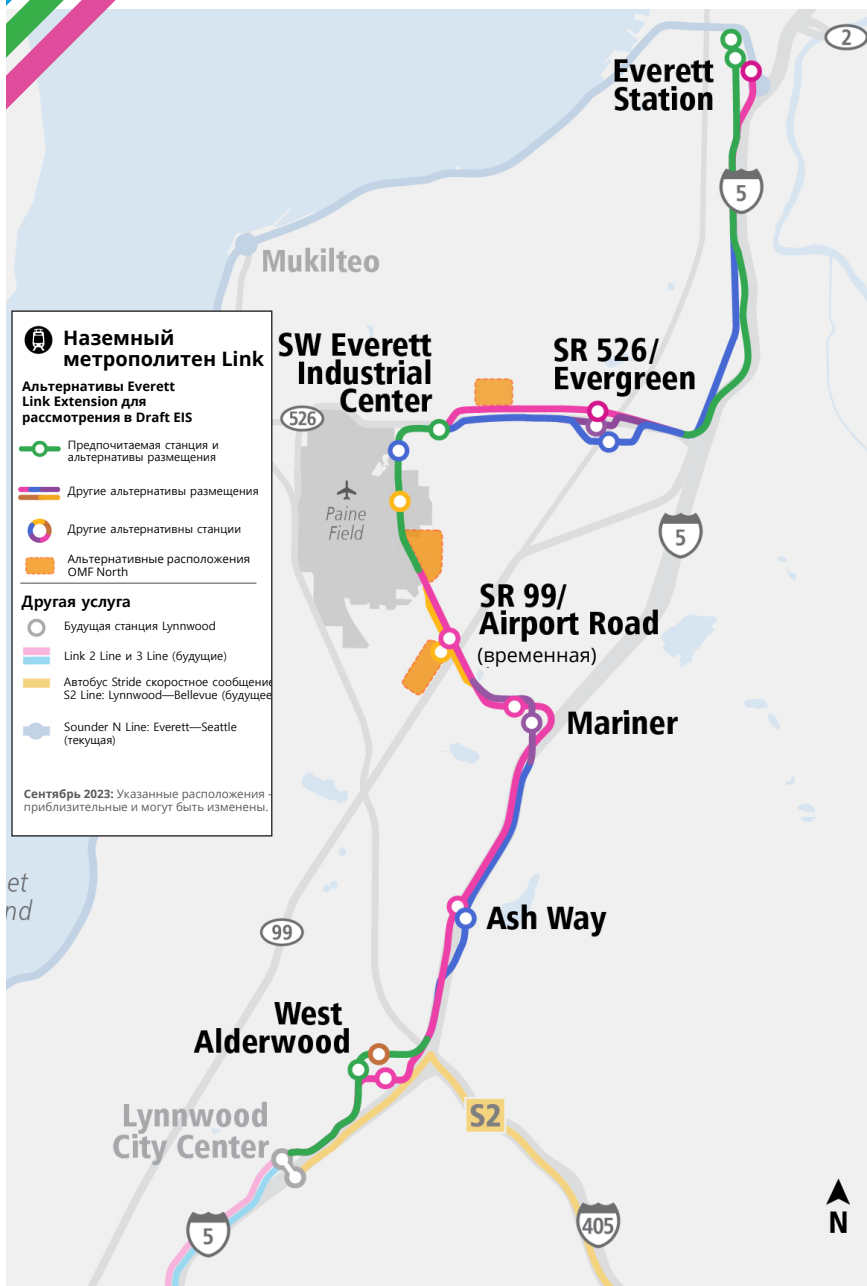 2
Everett
Station
5
Mukilteo
Наземный
метрополитен Link
Альтернативы Everett
Link Extension для
рассмотрения в Draft EIS
Предпочитаемая станция и
альтернативы размещения
Другие альтернативы размещения
Другие альтернативны станции
Альтернативные расположения
OMF North
Другая услуга
Будущая станция Lynnwood
Link 2 Line и 3 Line (будущие)
Автобус Stride скоростное сообщение
S2 Line: Lynnwood—Bellevue (будущее
Sounder N Line: Everett—Seattle
(текущая)
Сентябрь 2023: Указанные расположения -
приблизительные и могут быть изменены.
SW Everett
Industrial
Center
SR 526/
Evergreen
526
Paine
Field
5
SR 99/
Airport Road
(временная)
Mariner
et
nd
99
Ash Way
West
Alderwood
Lynnwood
City Center
S2
5
405
N